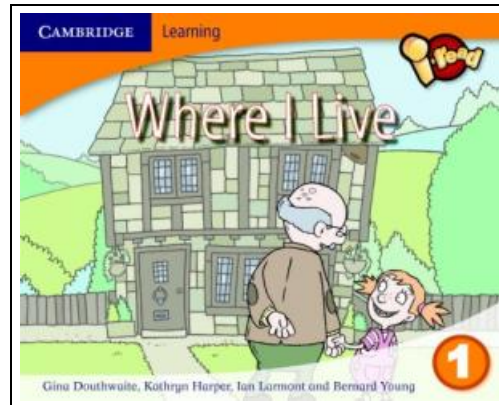 CAMBRIDGE Learning
i-read
Where I Live
1
Gina Douthwaite, Kathryn Harper, Ian Larmont and Bernard Young